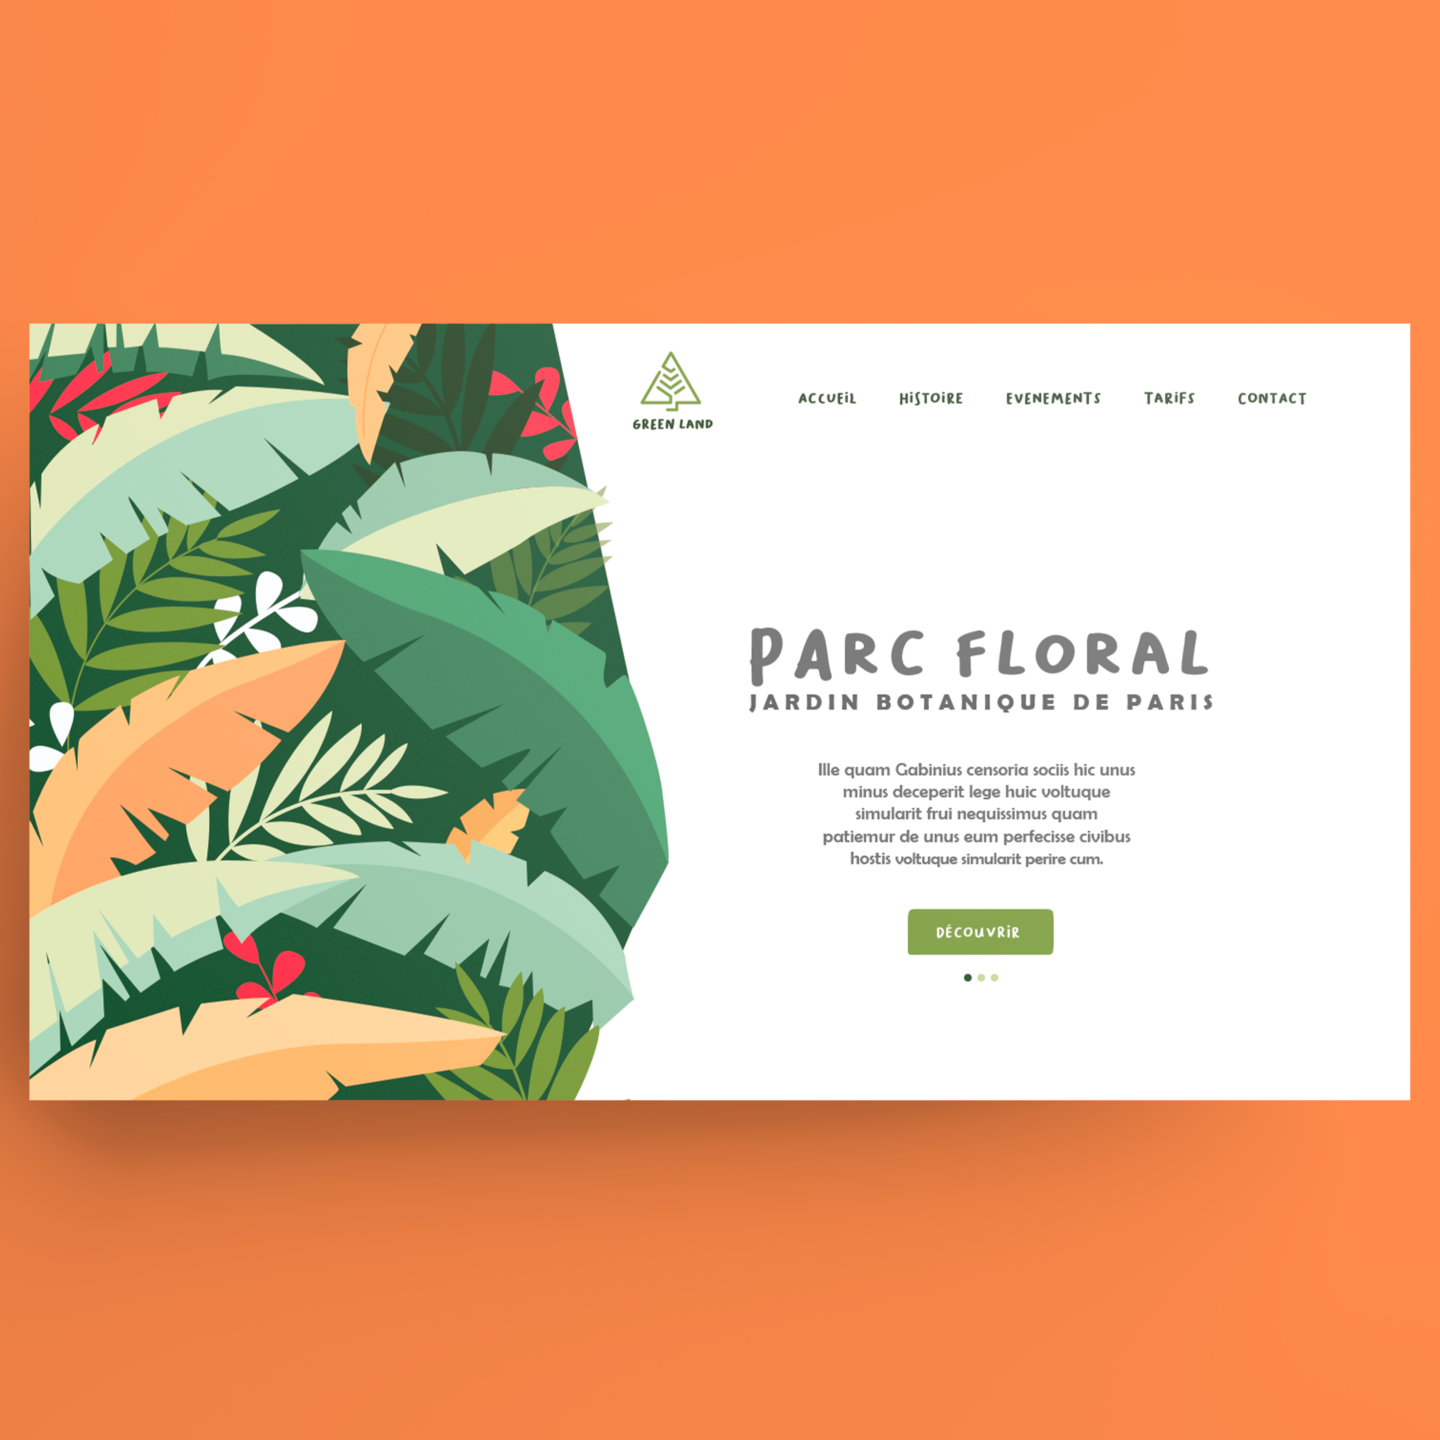 GREEN LAND
ACCUEiL HiSTOiRE EVENEMENTS TARiFS CONTACT
PARC FLORAL
JARDIN BOTANIQUE DE PARIS
Ille quam Gabinius censoria sociis hic unus
minus deceperit lege huic voltuque
simularit frui nequissimus quam
patiemur de unus eum perfecisse civibus
hostis voltuque simularit perire cum.
DÉCOUVRiR